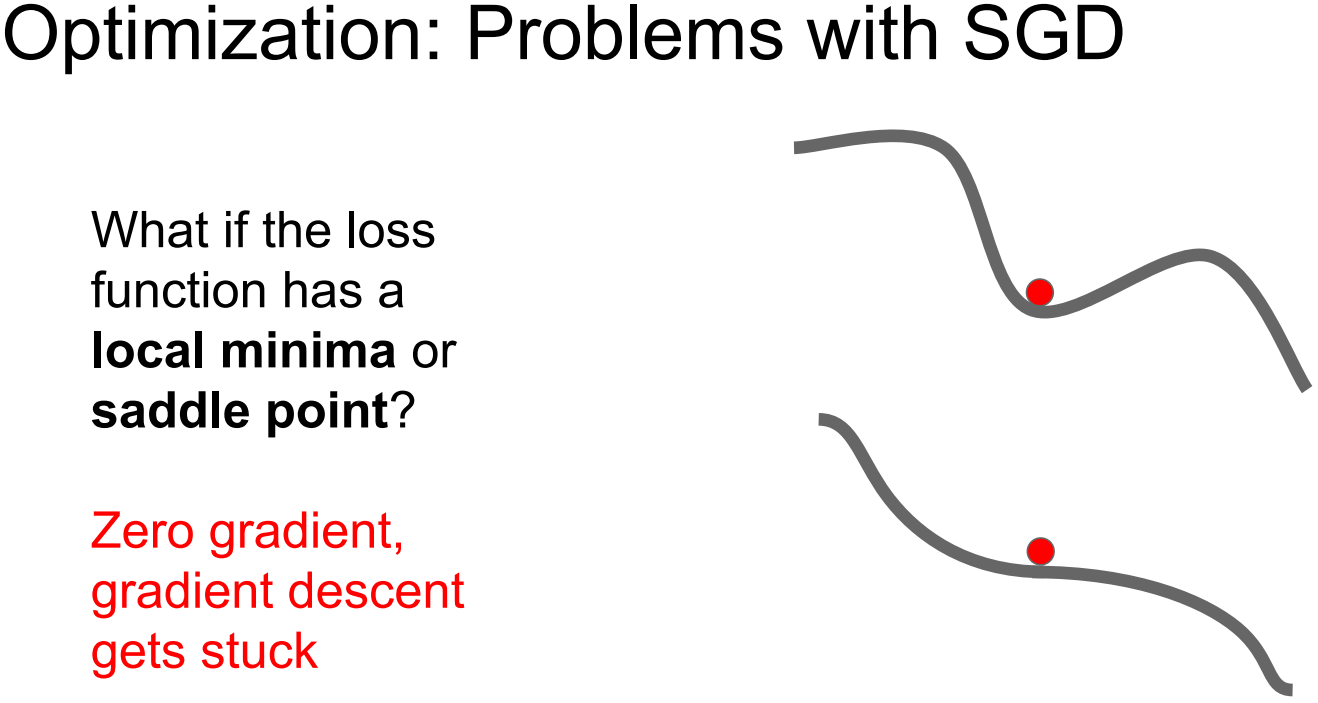 Optimization: Problems with SGD
What if the loss
function has a
local minima or
saddle point?
Zero gradient,
gradient descent
gets stuck